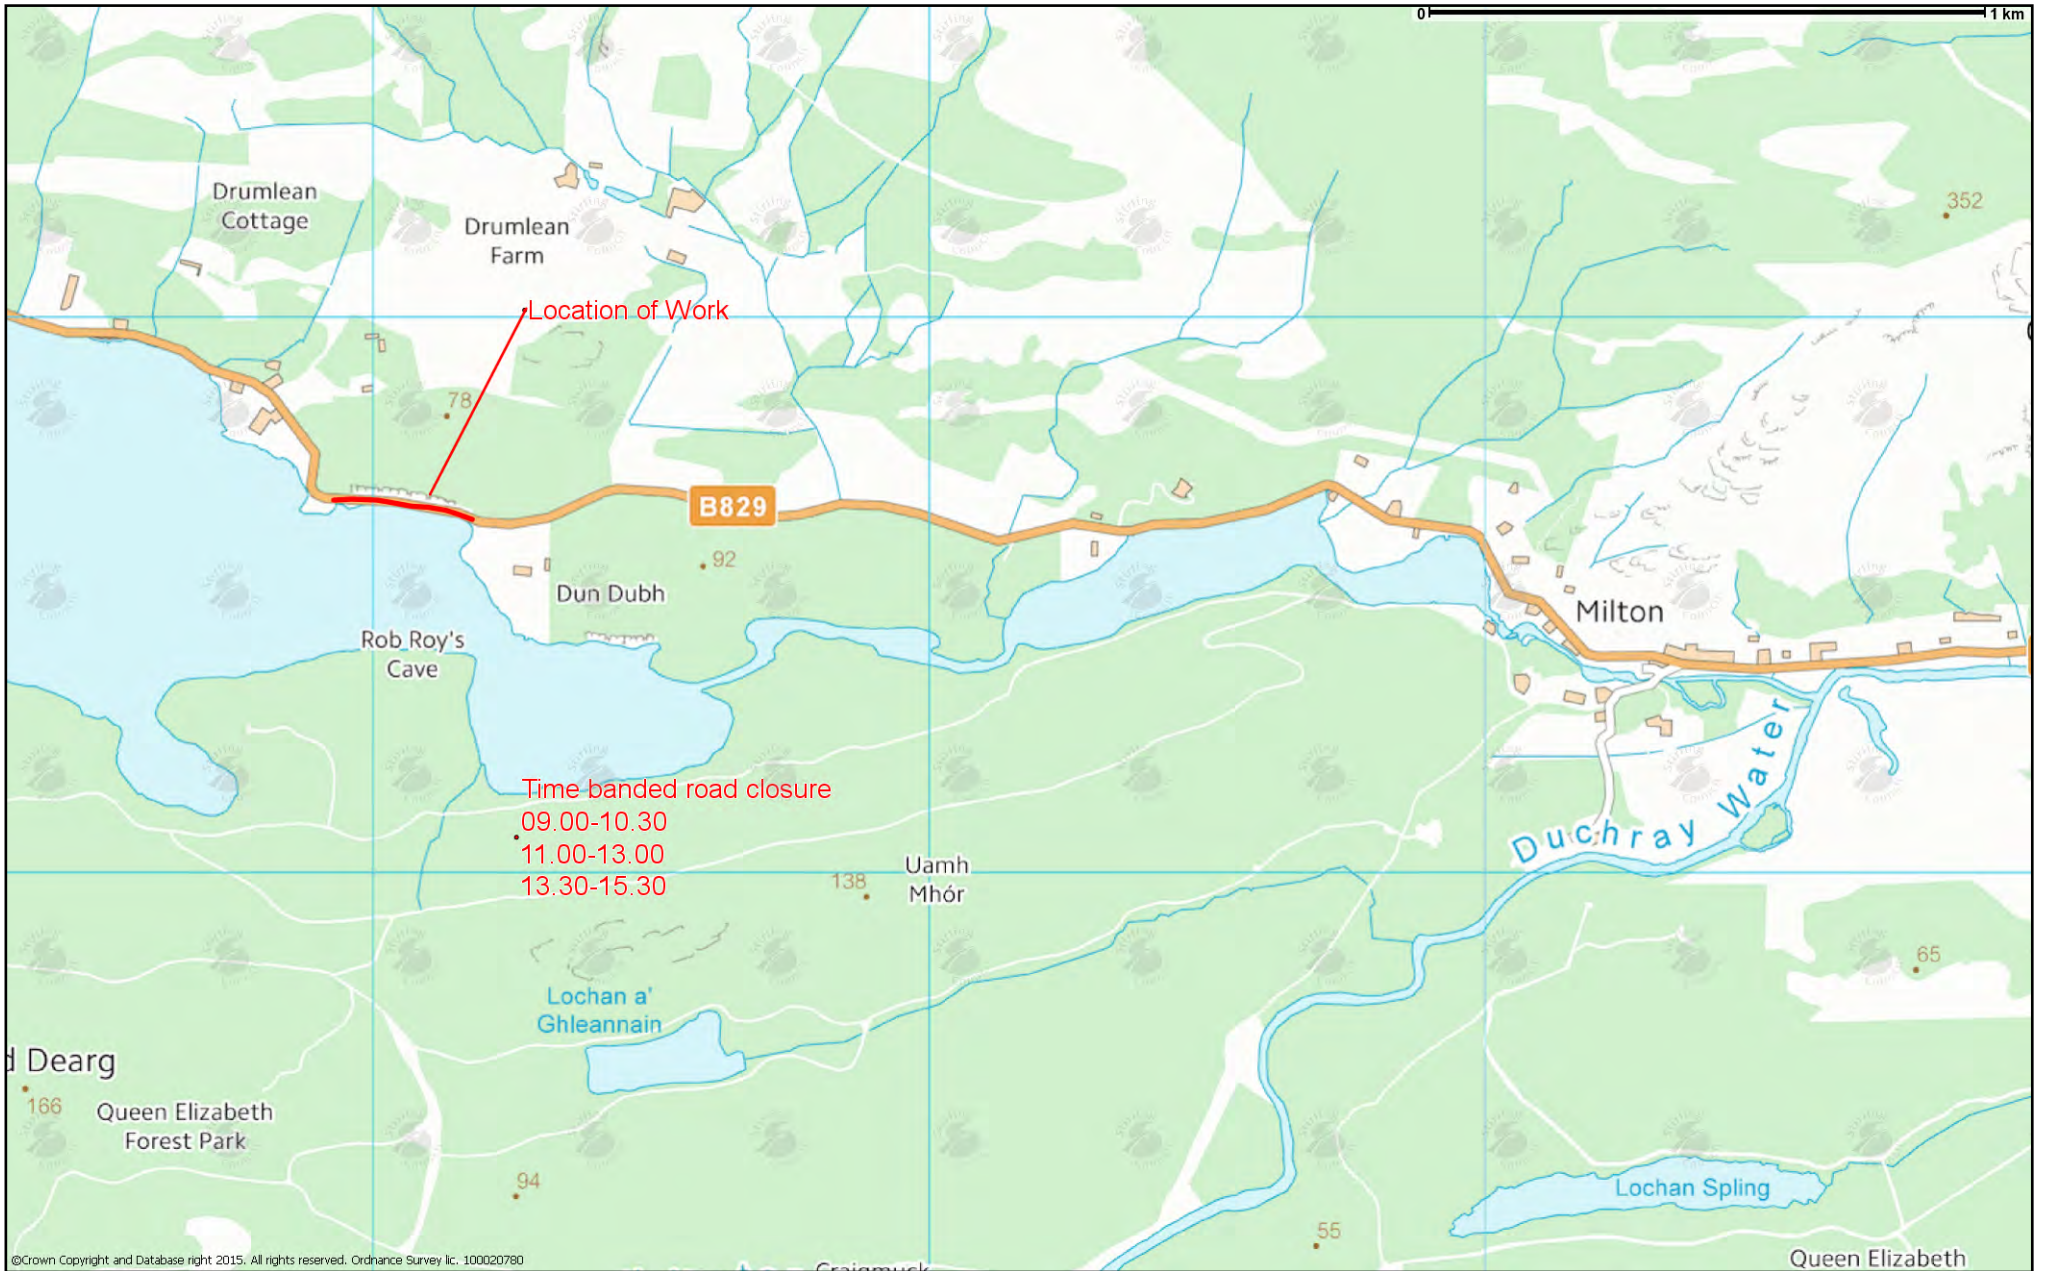 0
1 km
352
Drumlean
Cottage
Drumlean
Farm
Location of Work
78
B829
92
Dun Dubh
Milton
Rob Roy's
Cave
Duchray Water
Time banded road closure
09.00-10.30
11.00-13.00
13.30-15.30
Uamh
Mhór
138
65
Lochan a'
Ghleannain
d Dearg
166
Queen Elizabeth
Forest Park
94
Lochan Spling
55
Queen Elizabeth
©Crown Copyright and Database right 2015. All rights reserved. Ordnance Survey lic. 100020780
Stirling
Council